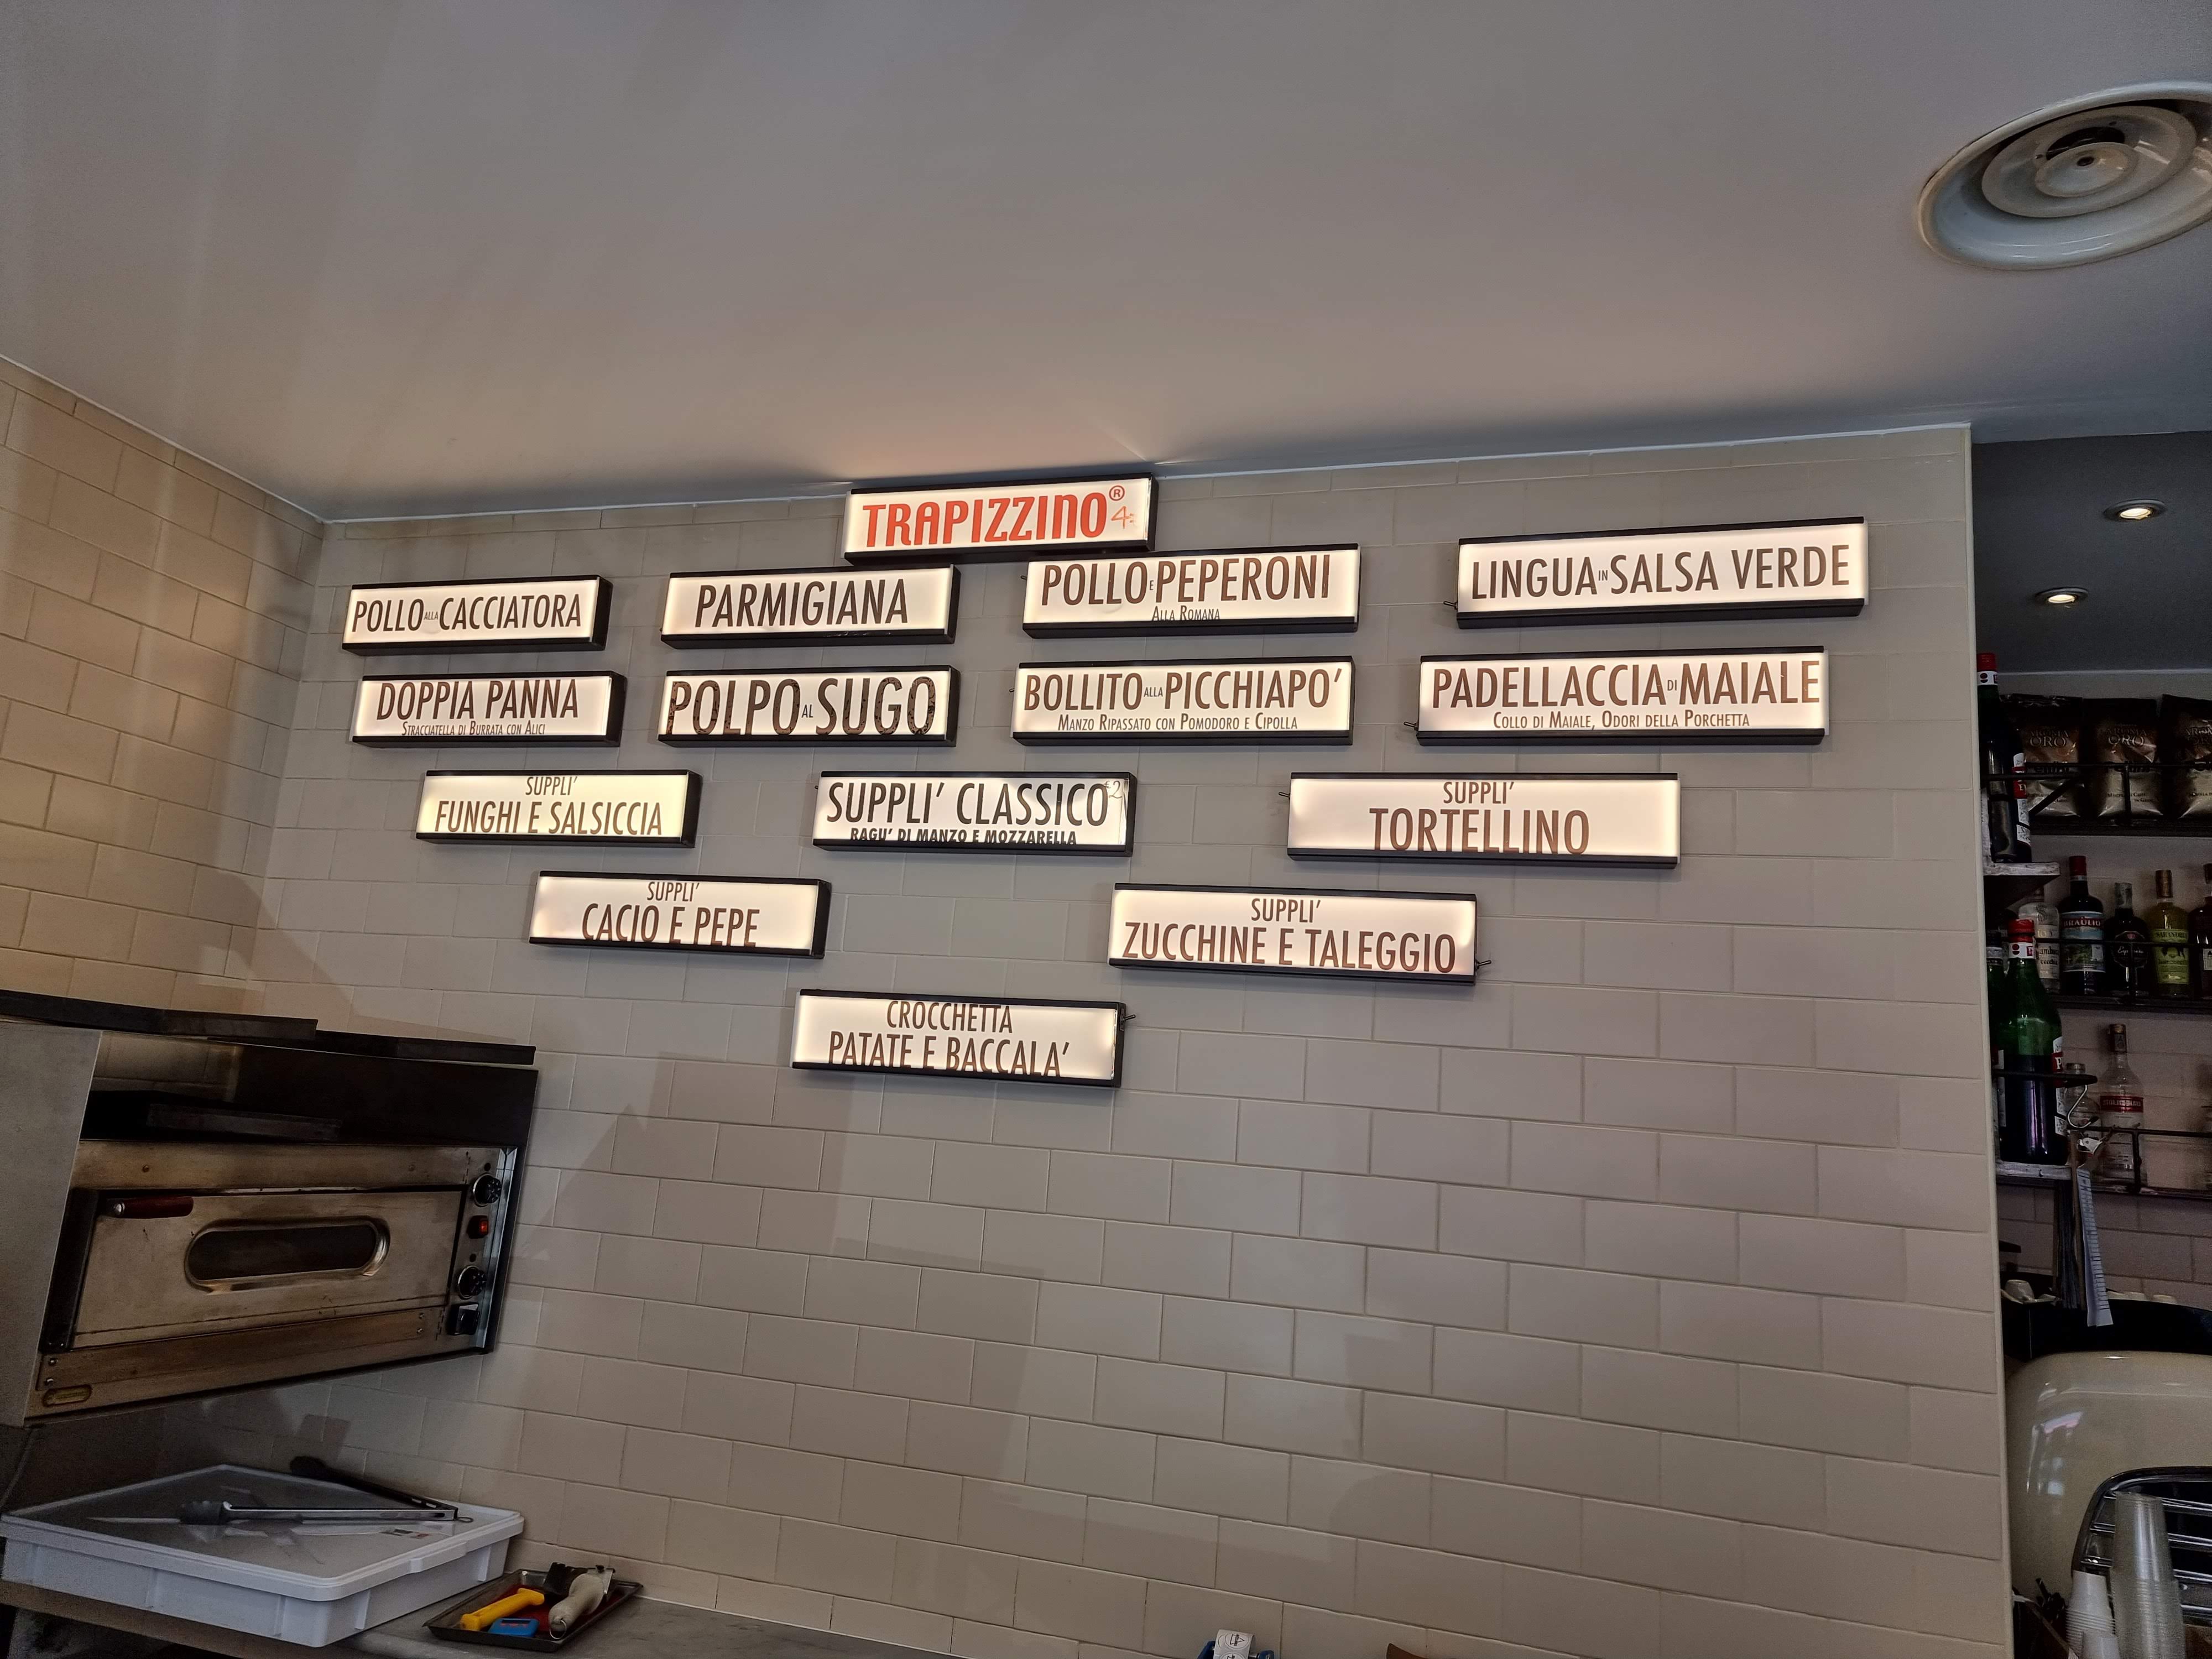 TRAPIZZINO® 4
POLLO ALLA CACCIATORA
PARMIGIANA
POLLO E PEPERONI
ALLA ROMANA
LINGUA IN SALSA VERDE
DOPPIA PANNA
STRACCIATELLA DI BURRATA CON ALICI
POLPO AL SUGO
BOLLITO ALLA PICCHIAPO'
MANZO RIPASSATO CON POMODORO E CIPOLLA
PADELLACCIA DI MAIALE
COLLO DI MAIALE, ODORI DELLA PORCHETTA
SUPPLI'
FUNGHI E SALSICCIA
SUPPLI' CLASSICO
RAGU' DI MANZO E MOZZARELLA
SUPPLI'
TORTELLINO
SUPPLI'
CACIO E PEPE
SUPPLI'
ZUCCHINE E TALEGGIO
CROCCHETTA
PATATE E BACCALA'
ORO
ORO
BRAULIO